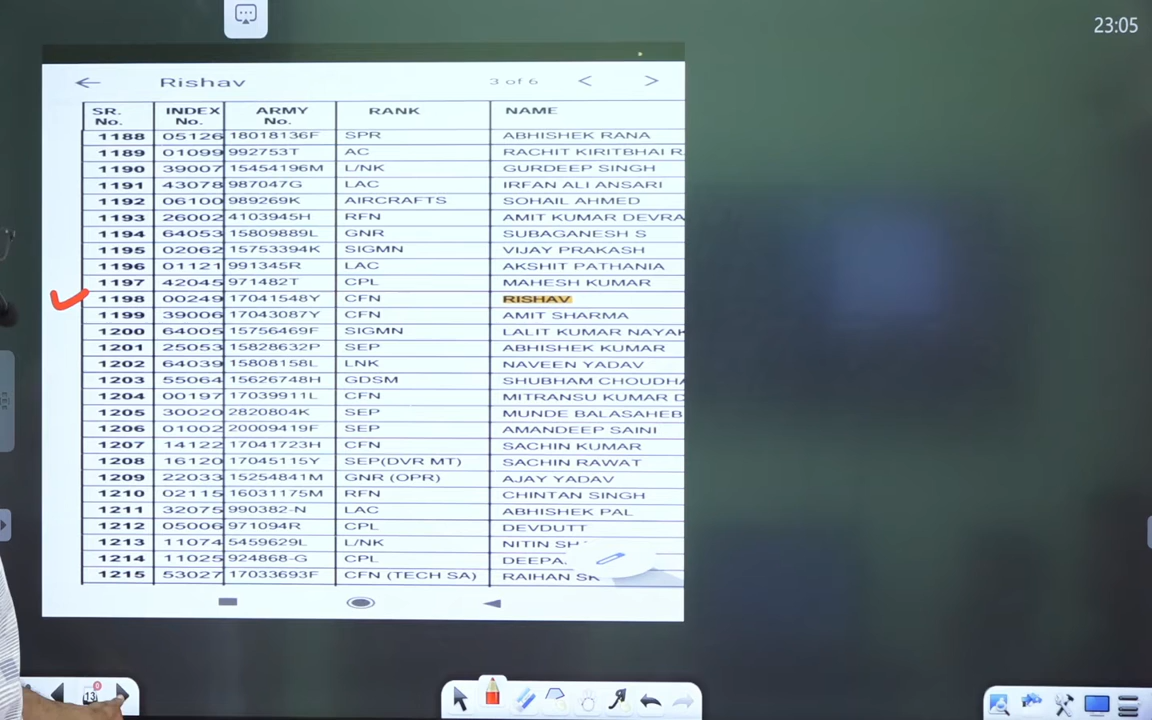 23:05
Rishav 3 of 6
SR. No. INDEX No. ARMY No. RANK NAME
1188 05126 18018136F SPR ABHISHEK RANA
1189 01099 992753T AC RACHIT KIRITBHAI R
1190 39007 15454196M L/NK GURDEEP SINGH
1191 43078 987047G LAC IRFAN ALI ANSARI
1192 06100 989269K AIRCRAFTS SOHAIL AHMED
1193 26002 4103945H RFN AMIT KUMAR DEVRA
1194 64053 15809889L GNR SUBAGANESH S
1195 02062 15753394K SIGMN VIJAY PRAKASH
1196 01121 991345R LAC AKSHIT PATHANIA
1197 42045 971482T CPL MAHESH KUMAR
1198 00249 17041548Y CFN RISHAV
1199 39006 17043087Y CFN AMIT SHARMA
1200 64005 15756469F SIGMN LALIT KUMAR NAYAK
1201 25053 15828632P SEP ABHISHEK KUMAR
1202 64039 15808158L LNK NAVEEN YADAV
1203 55064 15626748H GDSM SHUBHAM CHOUDHA
1204 00197 17039911L CFN MITRANSU KUMAR D
1205 30020 2820804K SEP MUNDE BALASAHEB
1206 01002 20009419F SEP AMANDEEP SAINI
1207 14122 17041723H CFN SACHIN KUMAR
1208 16120 17045115Y SEP(DVR MT) SACHIN RAWAT
1209 22033 15254841M GNR (OPR) AJAY YADAV
1210 02115 16031175M RFN CHINTAN SINGH
1211 32075 990382-N LAC ABHISHEK PAL
1212 05006 971094R CPL DEVDUTT
1213 11074 5459629L L/NK NITIN SH
1214 11025 924868-G CPL DEEPA
1215 53027 17033693F CFN (TECH SA) RAIHAN SK
13